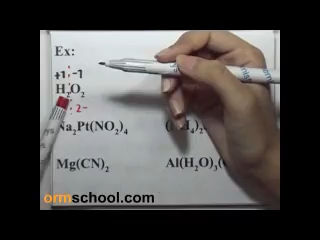 Ex:
+1 -1
H₂O₂
2-
Na₂Pt(NO₂)₄
Mg(CN)₂
Al(H₂O)₃(
ormschool.com